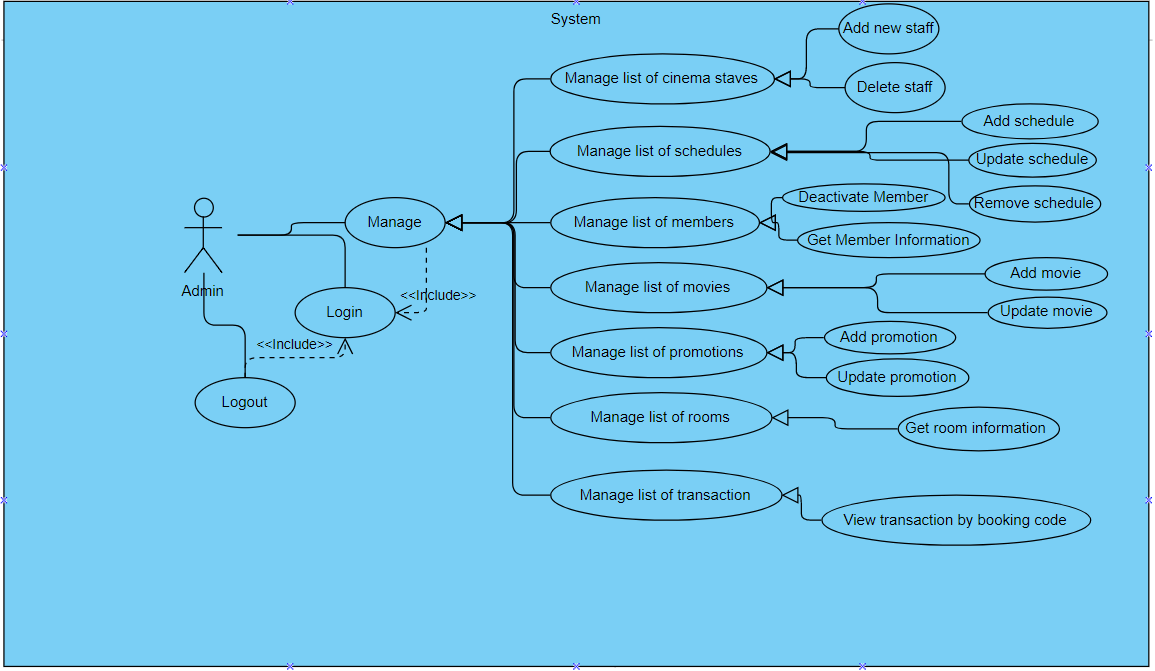 System
Add new staff
Manage list of cinema staves
Delete staff
Add schedule
Manage list of schedules
Update schedule
Deactivate Member
Remove schedule
Manage
Manage list of members
Get Member Information
Admin
Add movie
Manage list of movies
<<Include>>
Login
Update movie
Add promotion
<<Include>>
Manage list of promotions
Update promotion
Logout
Manage list of rooms
Get room information
Manage list of transaction
View transaction by booking code